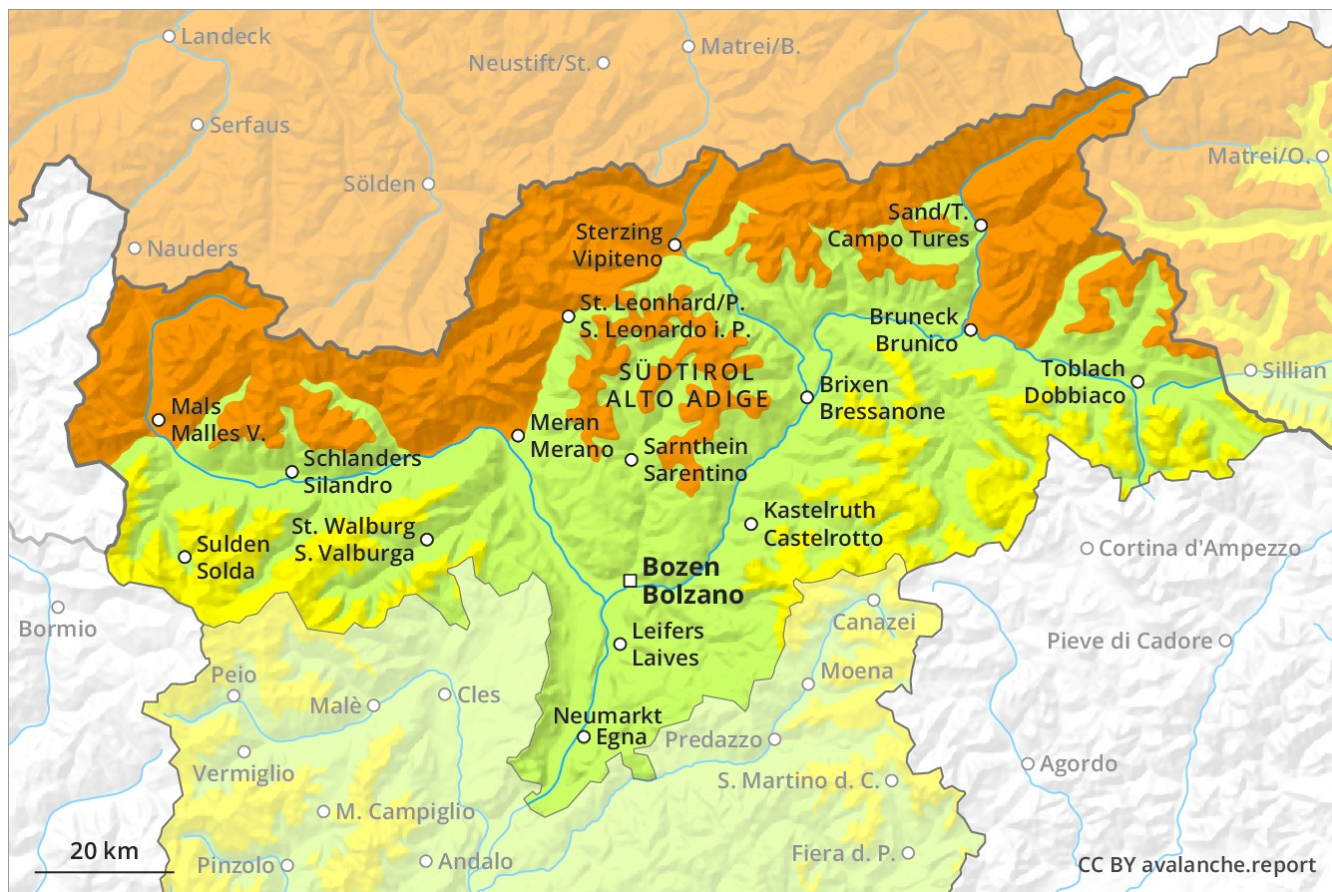 Landeck
Matrei/B.
Neustift/St.
Serfaus
Matrei/O.
Sölden
Nauders
Sand/T.
Campo Tures
Sterzing
Vipiteno
St. Leonhard/P.
S. Leonardo i. P.
Bruneck
Brunico
SÜDTIROL
ALTO ADIGE
Toblach
Dobbiaco
Sillian
Brixen
Bressanone
Mals
Malles V.
Meran
Merano
Schlanders
Silandro
Sarnthein
Sarentino
St. Walburg
S. Valburga
Kastelruth
Castelrotto
Sulden
Solda
Cortina d'Ampezzo
Bozen
Bolzano
Bormio
Canazei
Leifers
Laives
Pieve di Cadore
Peio
Moena
Malè
Cles
Neumarkt
Egna
Predazzo
Vermiglio
Agordo
S. Martino d. C.
M. Campiglio
20 km
Pinzolo
Andalo
Fiera d. P.
CC BY avalanche.report